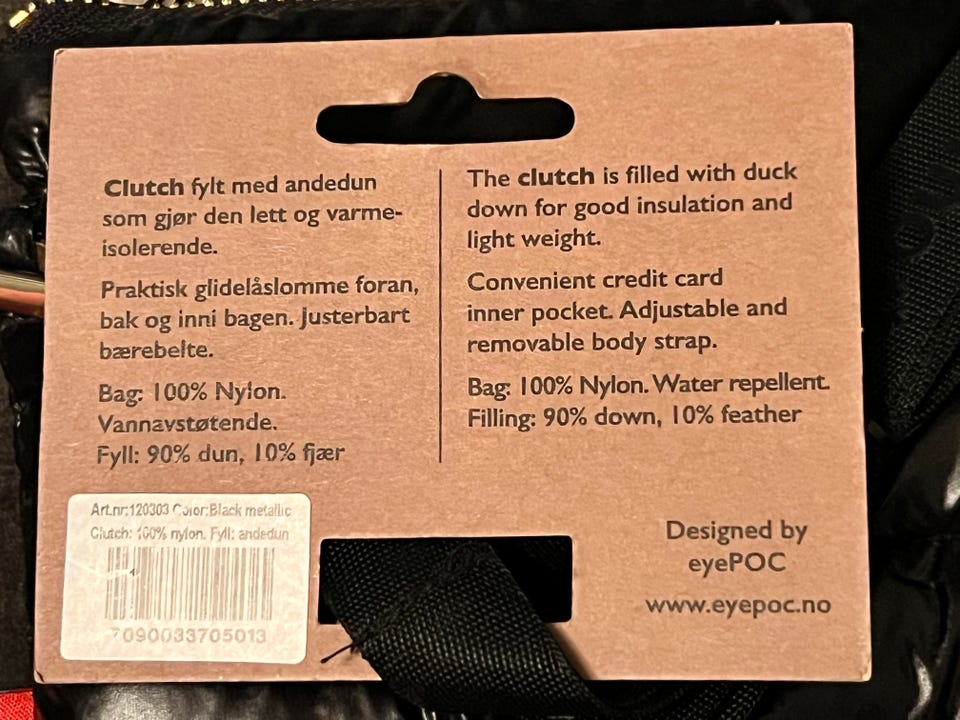 Clutch fylt med andedun
som gjør den lett og varme-
isolerende.
Praktisk glidelåslomme foran,
bak og inni bagen. Justerbart
bærebelte.
Bag: 100% Nylon.
Vannavstøtende.
Fyll: 90% dun, 10% fjær
The clutch is filled with duck
down for good insulation and
light weight.
Convenient credit card
inner pocket. Adjustable and
removable body strap.
Bag: 100% Nylon. Water repellent.
Filling: 90% down, 10% feather
Art.nr:120303 Color:Black metallic
Clutch: 100% nylon. Fyll: andedun
7090033705013
Designed by
eyePOC
www.eyepoc.no